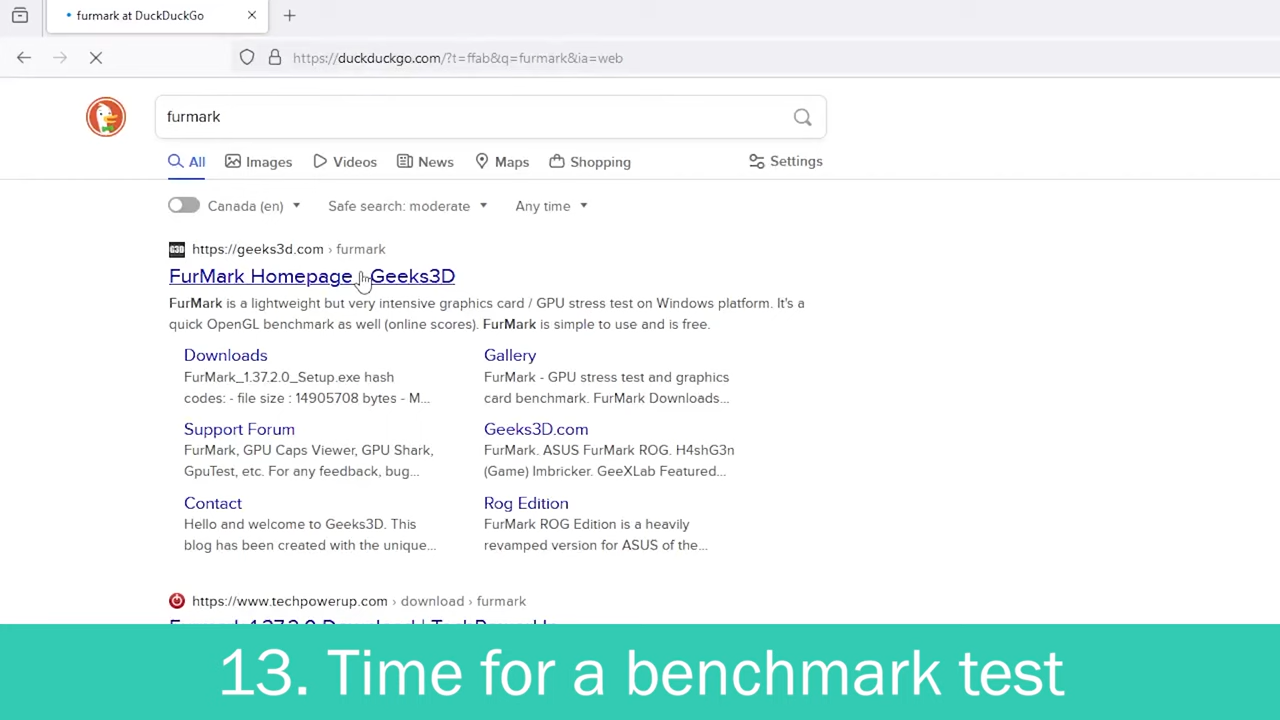 furmark at DuckDuckGo
https://duckduckgo.com/?t=ffab&q=furmark&ia=web
furmark
All Images Videos News Maps Shopping Settings
Canada (en) Safe search: moderate Any time
G3D https://geeks3d.com › furmark
FurMark Homepage Geeks3D
FurMark is a lightweight but very intensive graphics card / GPU stress test on Windows platform. It's a
quick OpenGL benchmark as well (online scores). FurMark is simple to use and is free.
Downloads
FurMark_1.37.2.0_Setup.exe hash
codes: - file size : 14905708 bytes - M...
Gallery
FurMark - GPU stress test and graphics
card benchmark. FurMark Downloads...
Support Forum
FurMark, GPU Caps Viewer, GPU Shark,
GpuTest, etc. For any feedback, bug...
Geeks3D.com
FurMark. ASUS FurMark ROG. H4shG3n
(Game) Imbricker. GeeXLab Featured...
Contact
Hello and welcome to Geeks3D. This
blog has been created with the unique...
Rog Edition
FurMark ROG Edition is a heavily
revamped version for ASUS of the...
https://www.techpowerup.com › download › furmark
13. Time for a benchmark test